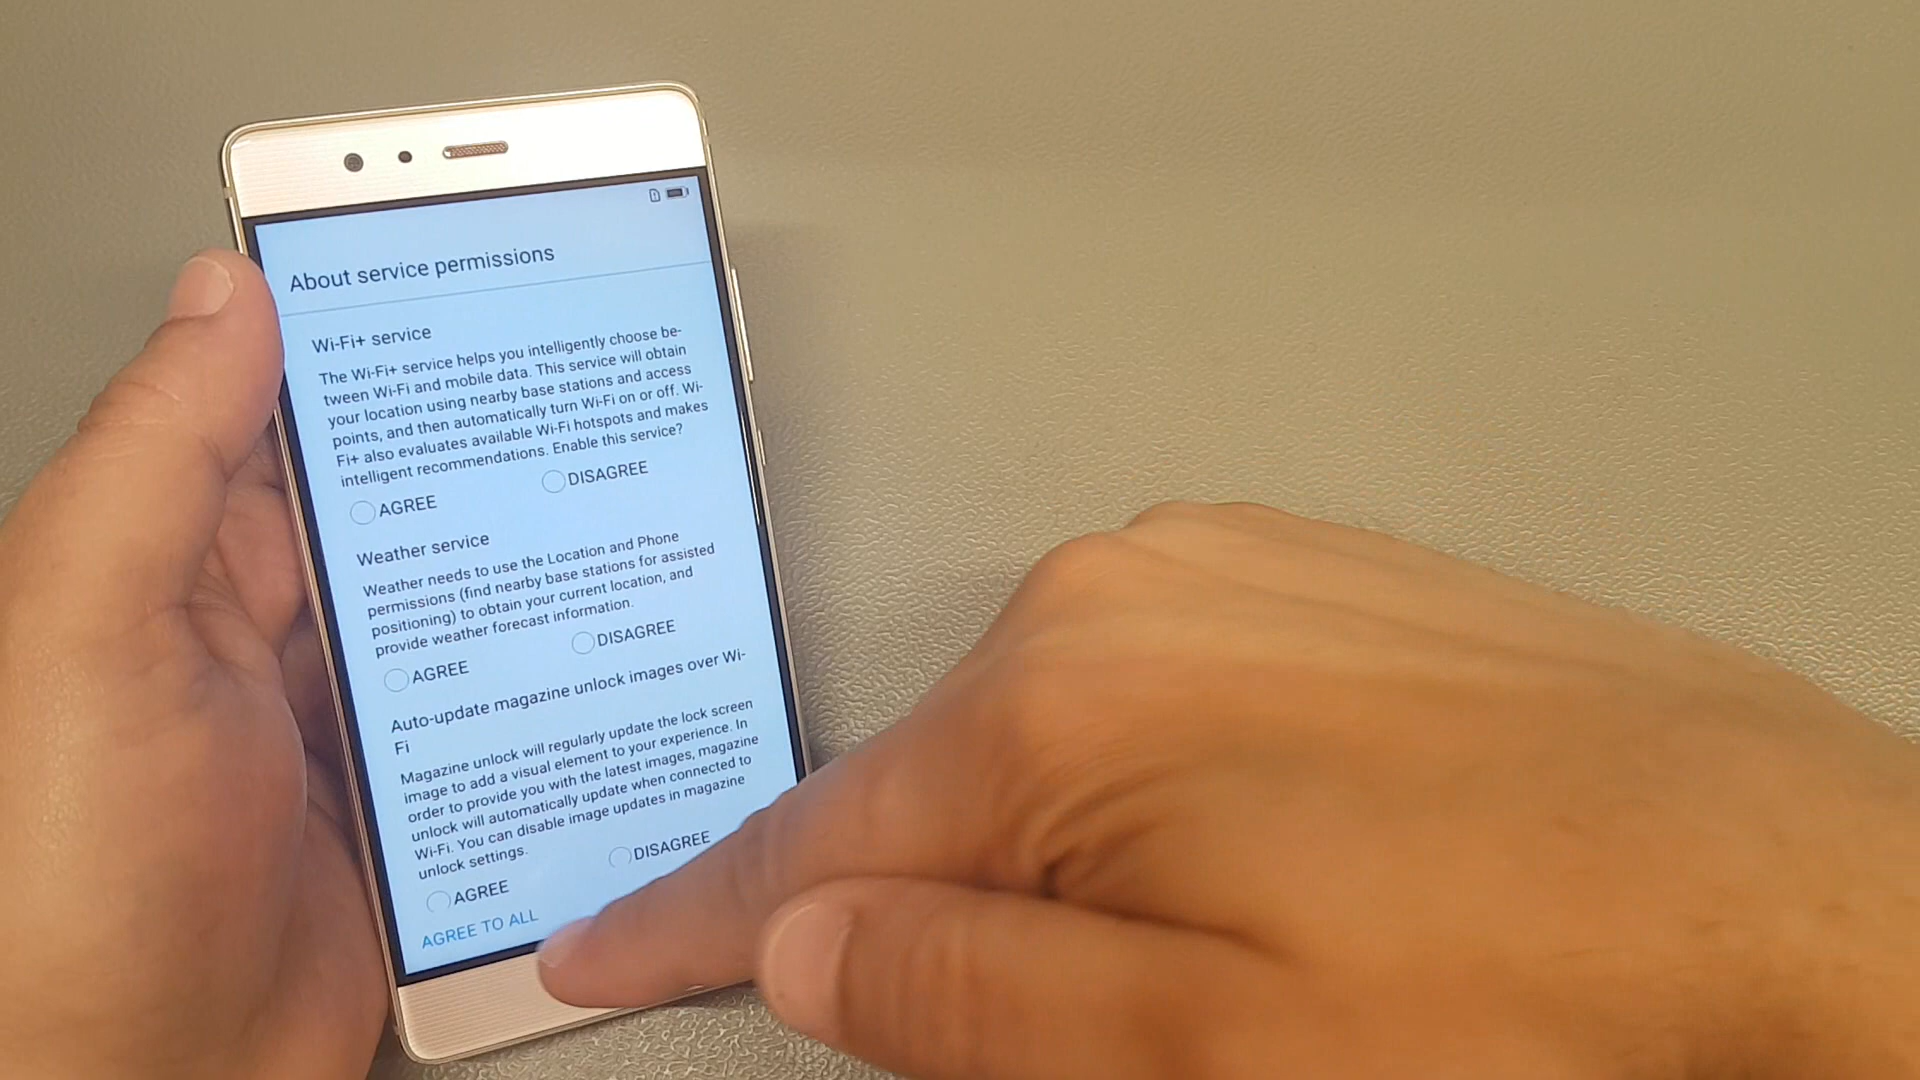 About service permissions
Wi-Fi+ service
The Wi-Fi+ service helps you intelligently choose be-
tween Wi-Fi and mobile data. This service will obtain
your location using nearby base stations and access
points, and then automatically turn Wi-Fi on or off. Wi-
Fi+ also evaluates available Wi-Fi hotspots and makes
intelligent recommendations. Enable this service?
AGREE DISAGREE
Weather service
Weather needs to use the Location and Phone
permissions (find nearby base stations for assisted
positioning) to obtain your current location, and
provide weather forecast information.
AGREE DISAGREE
Auto-update magazine unlock images over Wi-
Fi
Magazine unlock will regularly update the lock screen
image to add a visual element to your experience. In
order to provide you with the latest images, magazine
unlock will automatically update when connected to
Wi-Fi. You can disable image updates in magazine
unlock settings.
AGREE DISAGREE
AGREE TO ALL